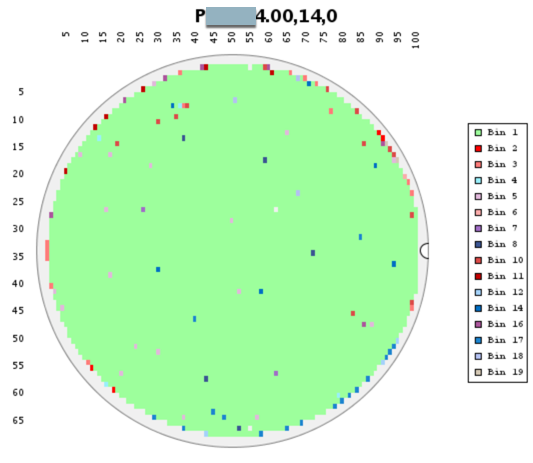 P 4.00,14,0
5 10 15 20 25 30 35 40 45 50 55 60 65 70 75 80 85 90 95 100
5
10
15
20
25
30
35
40
45
50
55
60
65
Bin 1
Bin 2
Bin 3
Bin 4
Bin 5
Bin 6
Bin 7
Bin 8
Bin 10
Bin 11
Bin 12
Bin 14
Bin 16
Bin 17
Bin 18
Bin 19